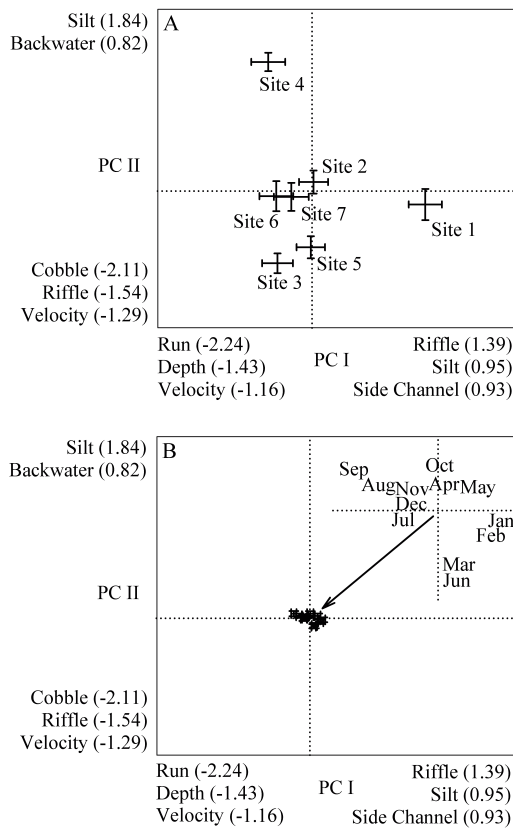 Silt (1.84)
Backwater (0.82)
A
Site 4
PC II
Site 2
Site 6
Site 7
Site 1
Site 5
Site 3
Cobble (-2.11)
Riffle (-1.54)
Velocity (-1.29)
Run (-2.24)
Depth (-1.43)
Velocity (-1.16)
PC I
Riffle (1.39)
Silt (0.95)
Side Channel (0.93)
Silt (1.84)
Backwater (0.82)
B
Sep
Oct
Aug
Nov
Apr
May
Dec
Jul
Jan
Feb
Mar
Jun
PC II
Cobble (-2.11)
Riffle (-1.54)
Velocity (-1.29)
Run (-2.24)
Depth (-1.43)
Velocity (-1.16)
PC I
Riffle (1.39)
Silt (0.95)
Side Channel (0.93)